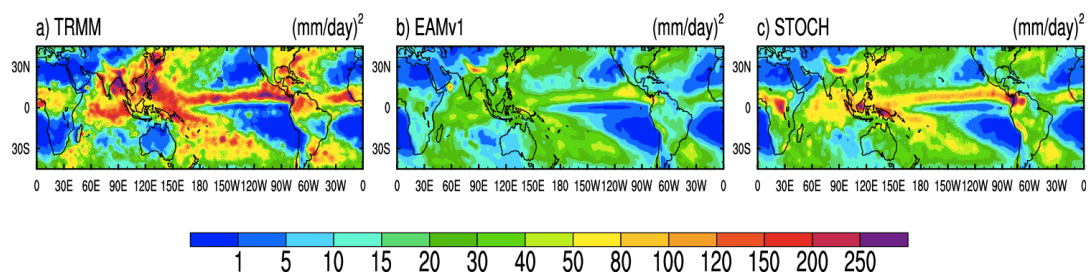 a) TRMM (mm/day)²
b) EAMv1 (mm/day)²
c) STOCH (mm/day)²
30N
0
30S
0 30E 60E 90E 120E 150E 180 150W 120W 90W 60W 30W 0
30N
0
30S
0 30E 60E 90E 120E 150E 180 150W 120W 90W 60W 30W 0
30N
0
30S
0 30E 60E 90E 120E 150E 180 150W 120W 90W 60W 30W 0
1 5 10 15 20 30 40 50 80 100 120 150 200 250